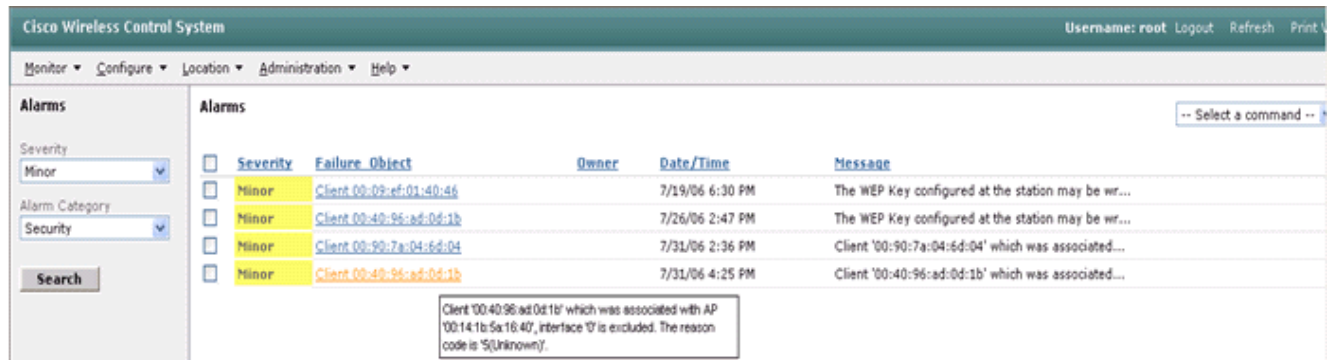 Cisco Wireless Control System
Username: root Logout Refresh Print
Monitor Configure Location Administration Help
Alarms
Severity
Minor
Alarm Category
Security
Search
Alarms
-- Select a command --
Severity Failure Object Owner Date/Time Message
Minor Client 00:09:ef:01:40:46 7/19/06 6:30 PM The WEP Key configured at the station may be wr...
Minor Client 00:40:96:ad:0d:1b 7/26/06 2:47 PM The WEP Key configured at the station may be wr...
Minor Client 00:90:7a:04:6d:04 7/31/06 2:36 PM Client '00:90:7a:04:6d:04' which was associated...
Minor Client 00:40:96:ad:0d:1b 7/31/06 4:25 PM Client '00:40:96:ad:0d:1b' which was associated...
Client '00:40:96:ad:0d:1b' which was associated with AP
'00:14:1b:5a:16:40', interface '0' is excluded. The reason
code is '5(Unknown)'.